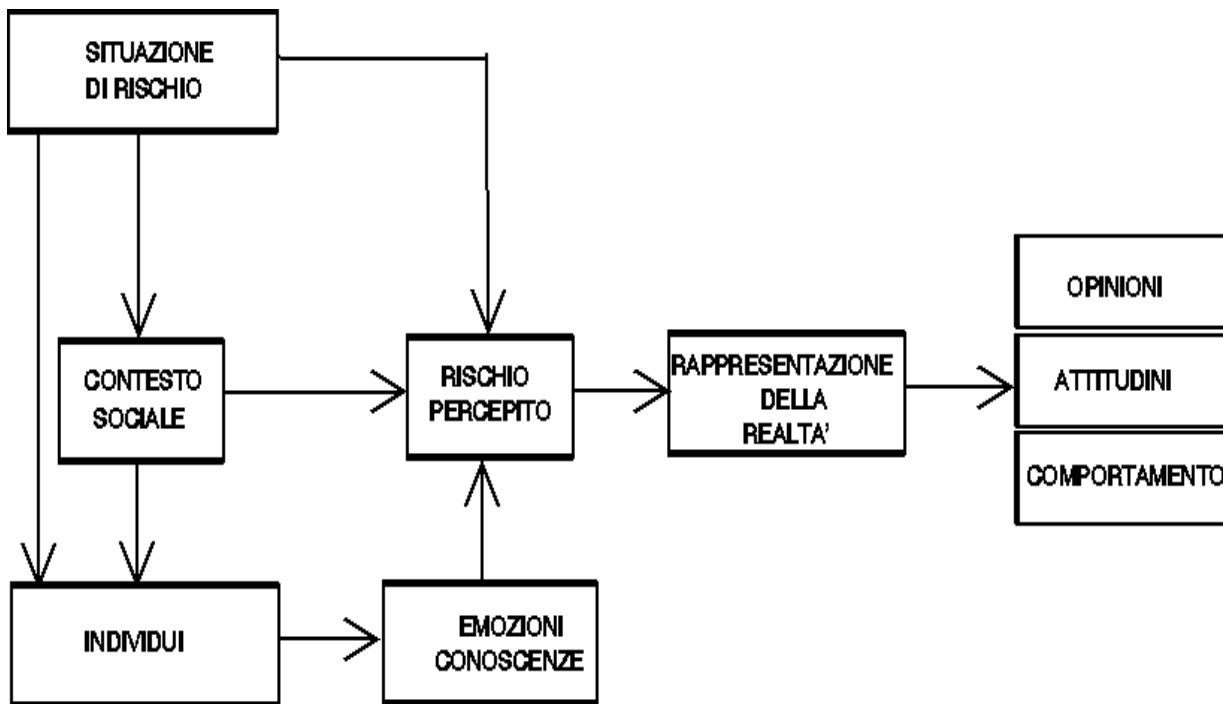 SITUAZIONE
DI RISCHIO
CONTESTO
SOCIALE
INDIVIDUI
EMOZIONI
CONOSCENZE
RISCHIO
PERCEPITO
RAPPRESENTAZIONE
DELLA
REALTA'
OPINIONI
ATTITUDINI
COMPORTAMENTO